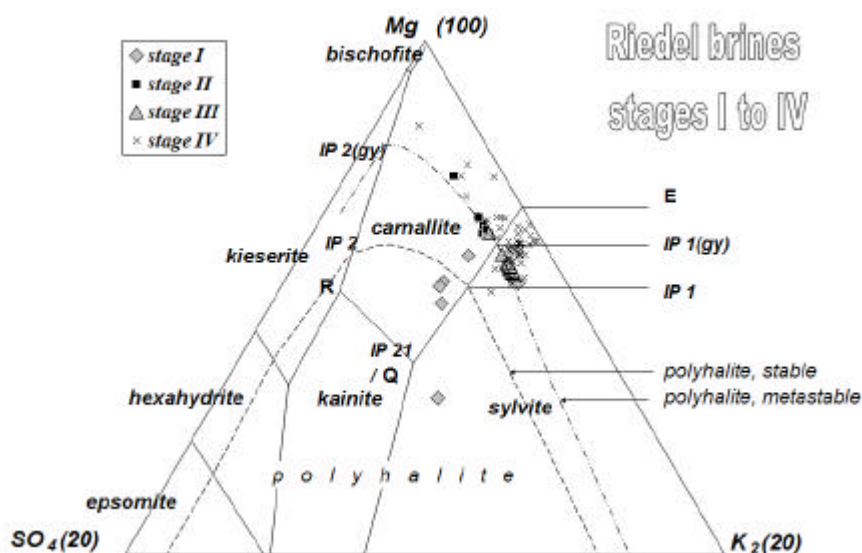 Mg (100)
Riedel brines
stages I to IV
stage I
stage II
stage III
stage IV
bischofite
IP 2(gy)
E
carnallite
IP 1(gy)
IP 2
kieserite
R
IP 1
IP 21
/ Q
polyhalite, stable
hexahydrite
kainite
sylvite
polyhalite, metastable
p o l y h a l i t e
epsomite
SO4(20)
K2(20)